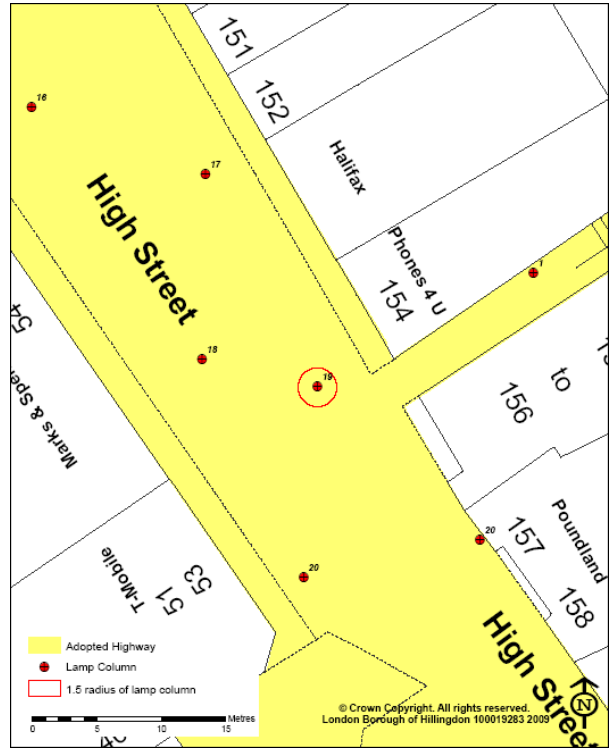 151
152
16
Halifax
17
High Street
Phones 4 U
154
1
54
18
19
to
156
Marks & Spe
20
157
Poundland
158
20
T-Mobile
53
51
High Street
Adopted Highway
Lamp Column
1.5 radius of lamp column
0 5 10 15 Metres
© Crown Copyright. All rights reserved.
London Borough of Hillingdon 100019283 2009
N